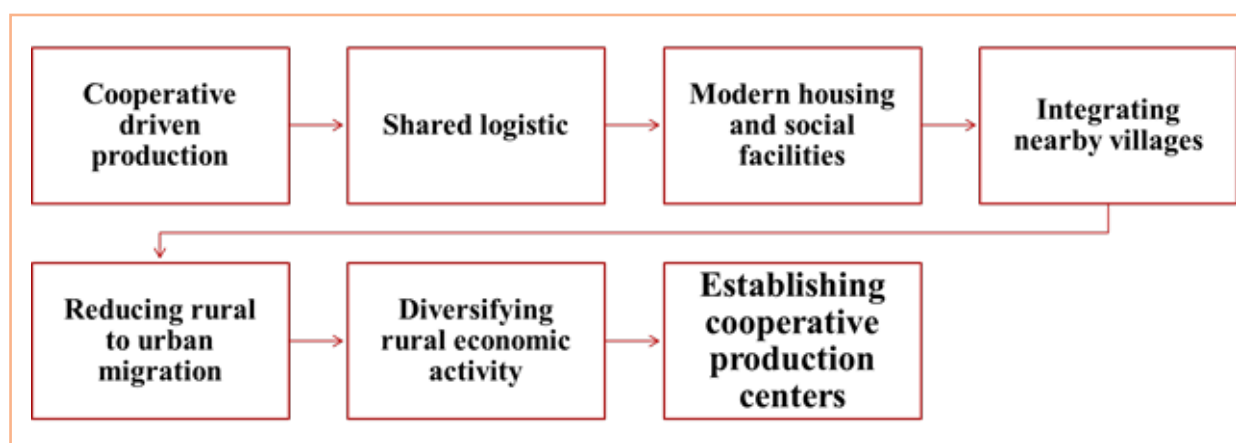 Cooperative
driven
production
Shared logistic
Modern housing
and social
facilities
Integrating
nearby villages
Reducing rural
to urban
migration
Diversifying
rural economic
activity
Establishing
cooperative
production
centers